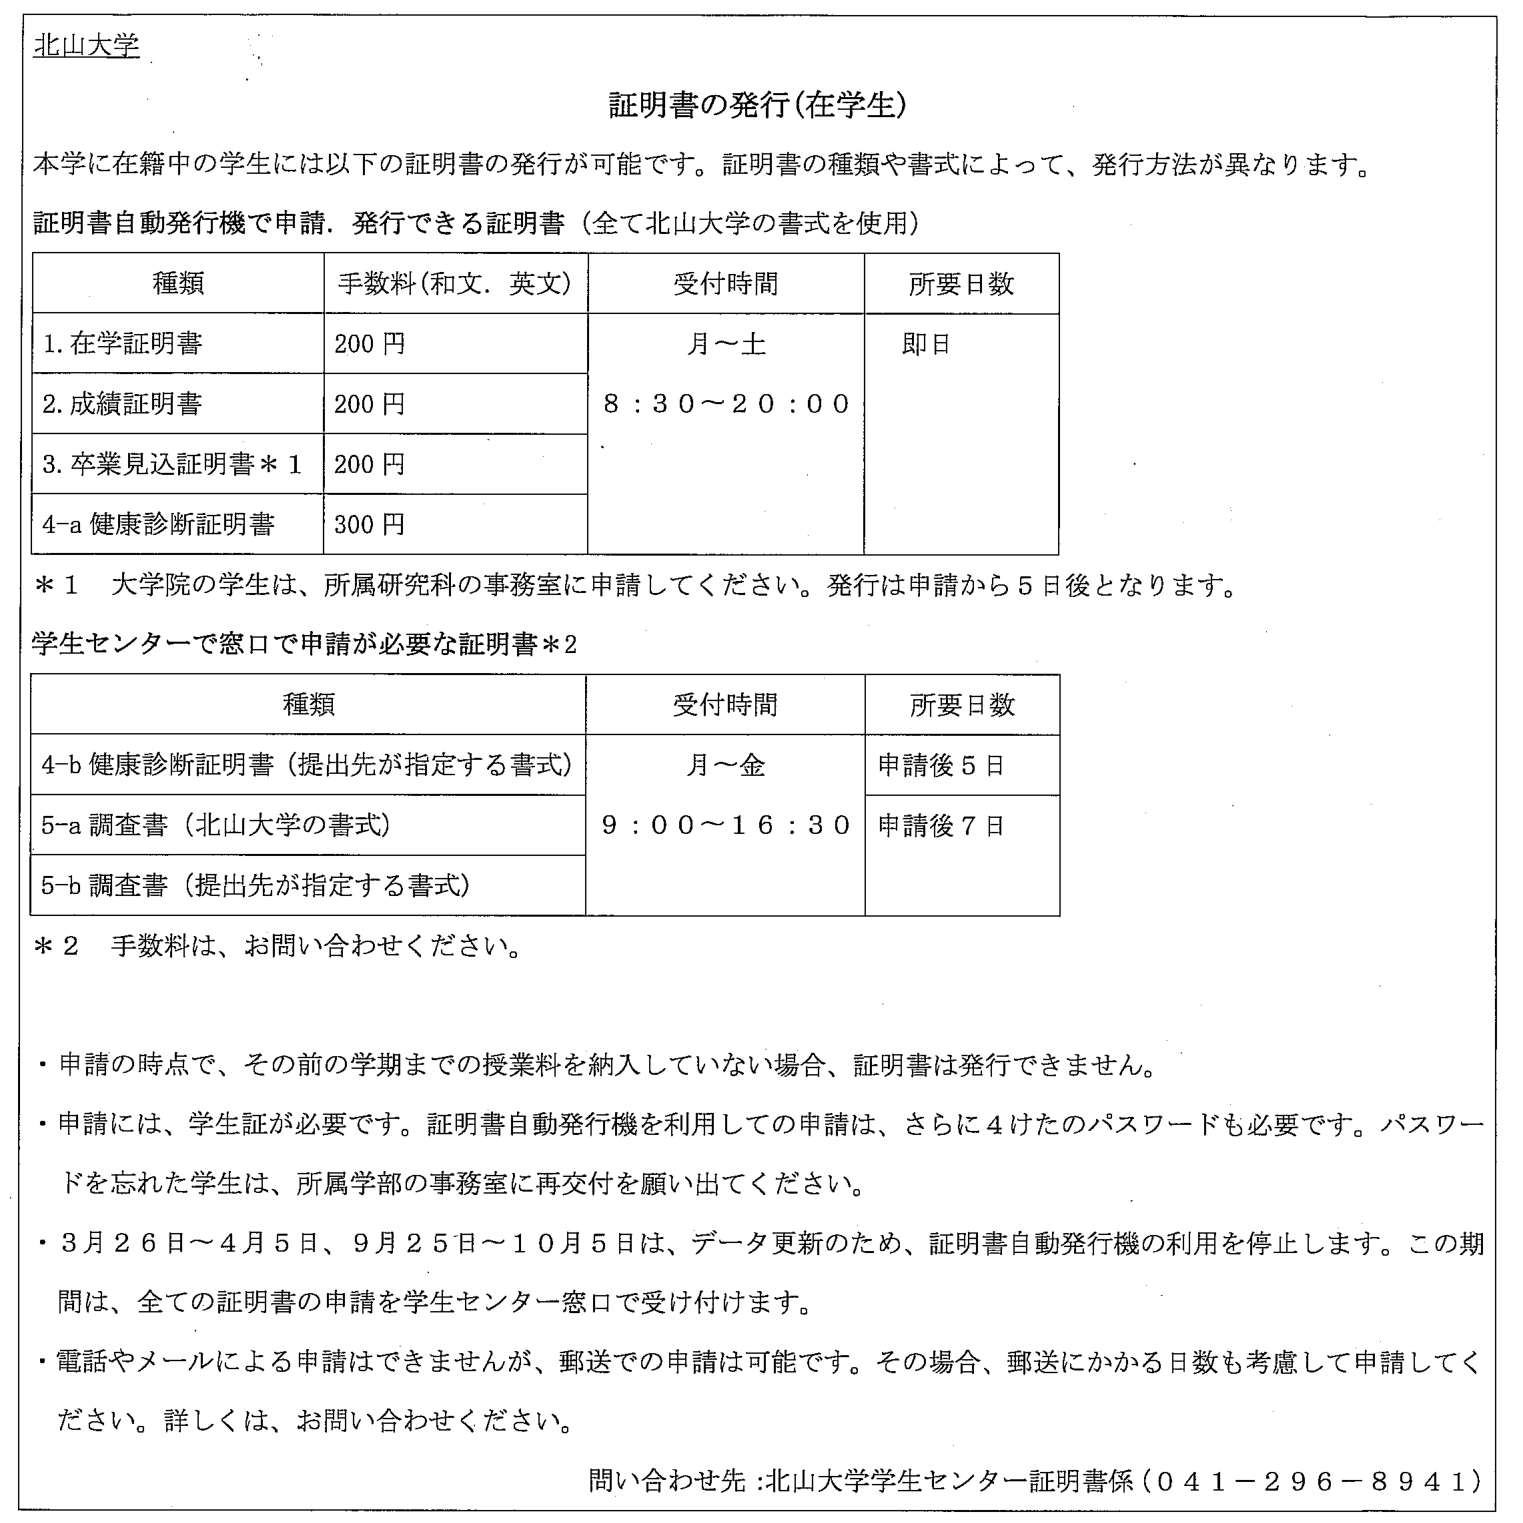 北山大学
証明書の発行(在学生)
本学に在籍中の学生には以下の証明書の発行が可能です。証明書の種類や書式によって、発行方法が異なります。
証明書自動発行機で申請．発行できる証明書（全て北山大学の書式を使用）
種類 手数料(和文．英文) 受付時間 所要日数
1. 在学証明書 200 円 月～土 即日
2. 成績証明書 200 円 8：30～20：00
3. 卒業見込証明書＊1 200 円
4-a 健康診断証明書 300 円
＊1　大学院の学生は、所属研究科の事務室に申請してください。発行は申請から5日後となります。
学生センターで窓口で申請が必要な証明書＊2
種類 受付時間 所要日数
4-b 健康診断証明書（提出先が指定する書式） 月～金 申請後5日
5-a 調査書（北山大学の書式） 9：00～16：30 申請後7日
5-b 調査書（提出先が指定する書式）
＊2　手数料は、お問い合わせください。
・申請の時点で、その前の学期までの授業料を納入していない場合、証明書は発行できません。
・申請には、学生証が必要です。証明書自動発行機を利用しての申請は、さらに4けたのパスワードも必要です。パスワー
ドを忘れた学生は、所属学部の事務室に再交付を願い出てください。
・3月26日～4月5日、9月25日～10月5日は、データ更新のため、証明書自動発行機の利用を停止します。この期
間は、全ての証明書の申請を学生センター窓口で受け付けます。
・電話やメールによる申請はできませんが、郵送での申請は可能です。その場合、郵送にかかる日数も考慮して申請してく
ださい。詳しくは、お問い合わせください。
問い合わせ先：北山大学学生センター証明書係（041－296－8941）